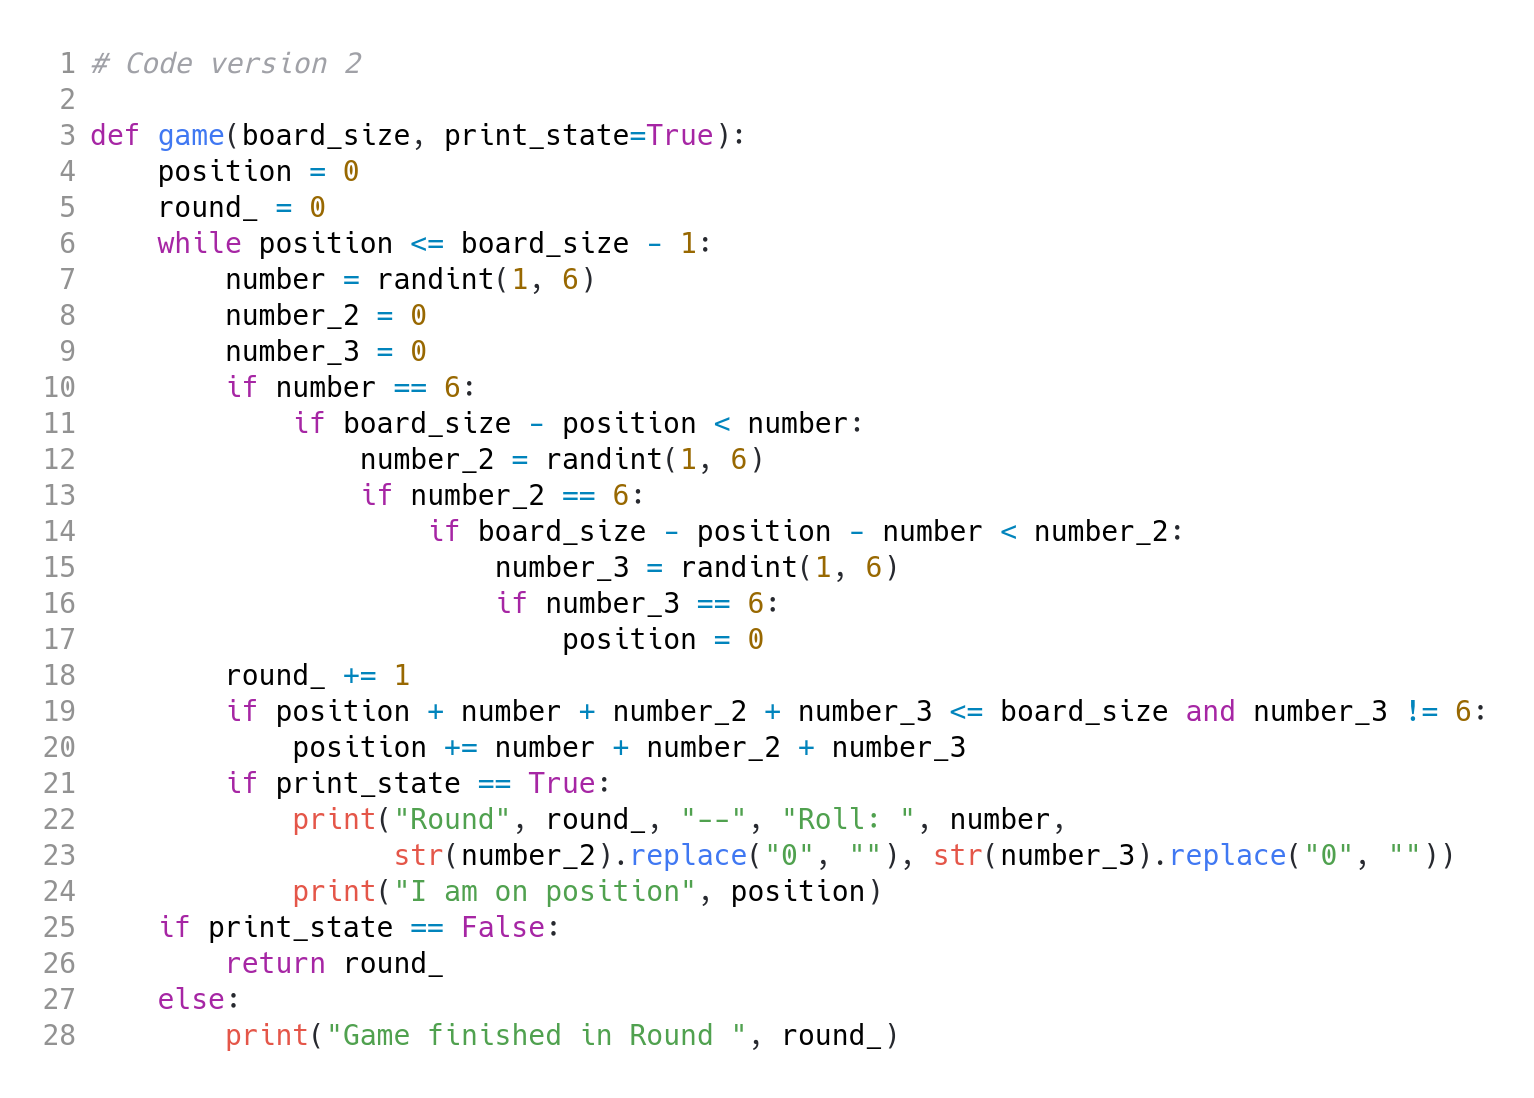 1 # Code version 2
2
3 def game(board_size, print_state=True):
4     position = 0
5     round_ = 0
6     while position <= board_size - 1:
7         number = randint(1, 6)
8         number_2 = 0
9         number_3 = 0
10         if number == 6:
11             if board_size - position < number:
12                 number_2 = randint(1, 6)
13                 if number_2 == 6:
14                     if board_size - position - number < number_2:
15                         number_3 = randint(1, 6)
16                         if number_3 == 6:
17                             position = 0
18         round_ += 1
19         if position + number + number_2 + number_3 <= board_size and number_3 != 6:
20             position += number + number_2 + number_3
21         if print_state == True:
22             print("Round", round_, "--", "Roll: ", number,
23                   str(number_2).replace("0", ""), str(number_3).replace("0", ""))
24             print("I am on position", position)
25     if print_state == False:
26         return round_
27     else:
28         print("Game finished in Round ", round_)